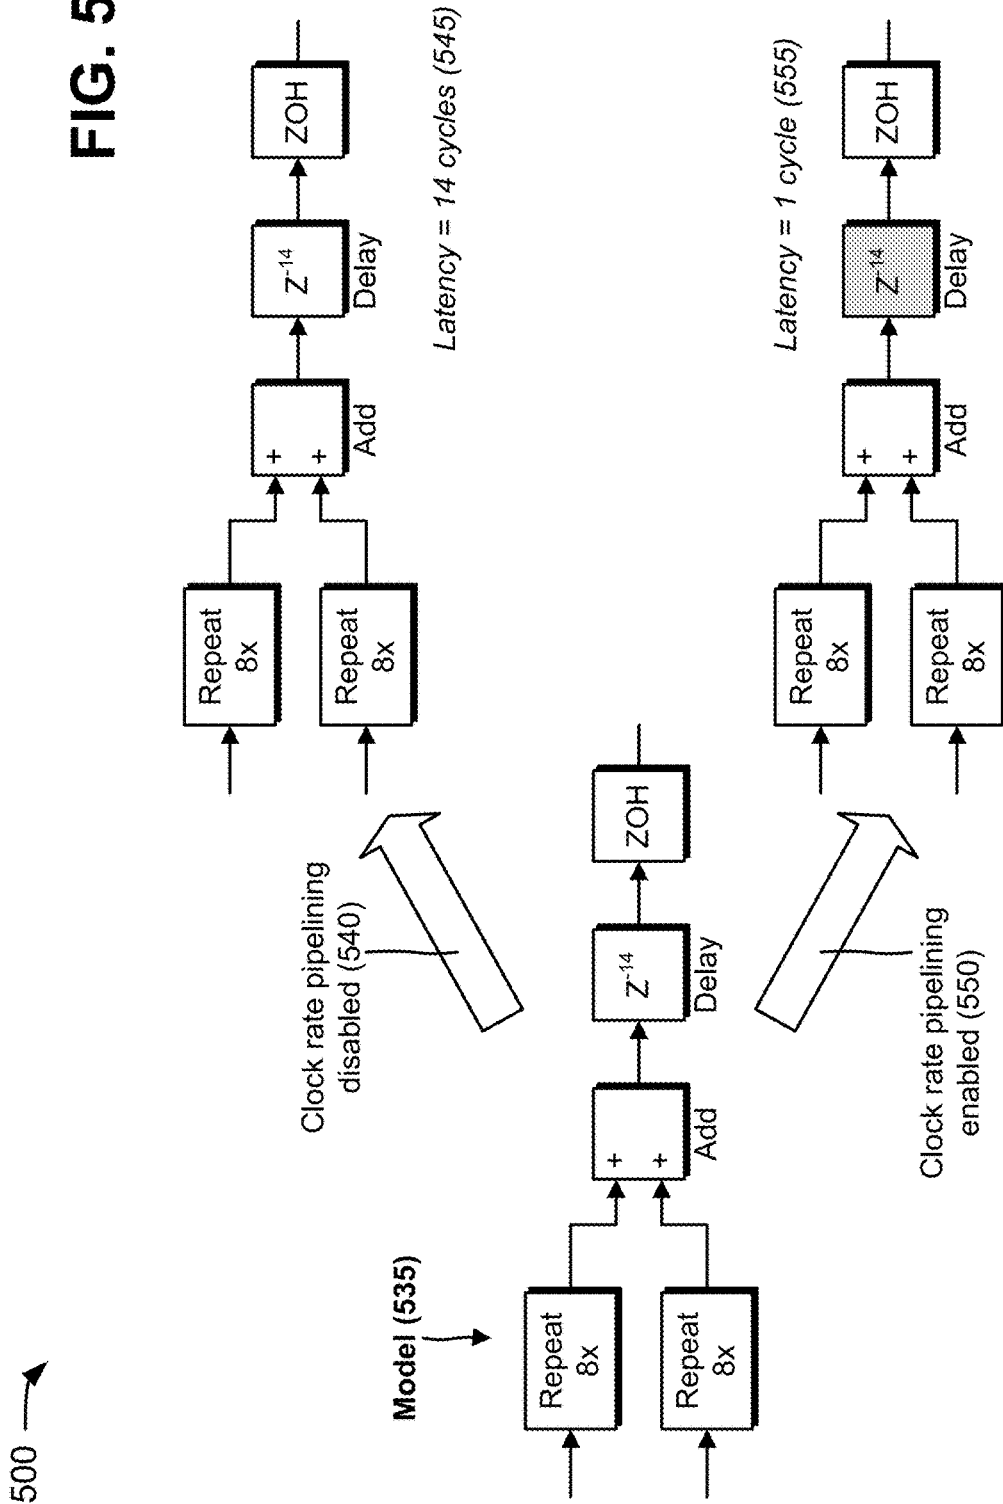 500
FIG. 5
Model (535)
Repeat
8x
Repeat
8x
+
+
Add
Z-14
Delay
ZOH
Clock rate pipelining
disabled (540)
Repeat
8x
Repeat
8x
+
+
Add
Z-14
Delay
ZOH
Latency = 14 cycles (545)
Clock rate pipelining
enabled (550)
Repeat
8x
Repeat
8x
+
+
Add
Z-14
Delay
ZOH
Latency = 1 cycle (555)